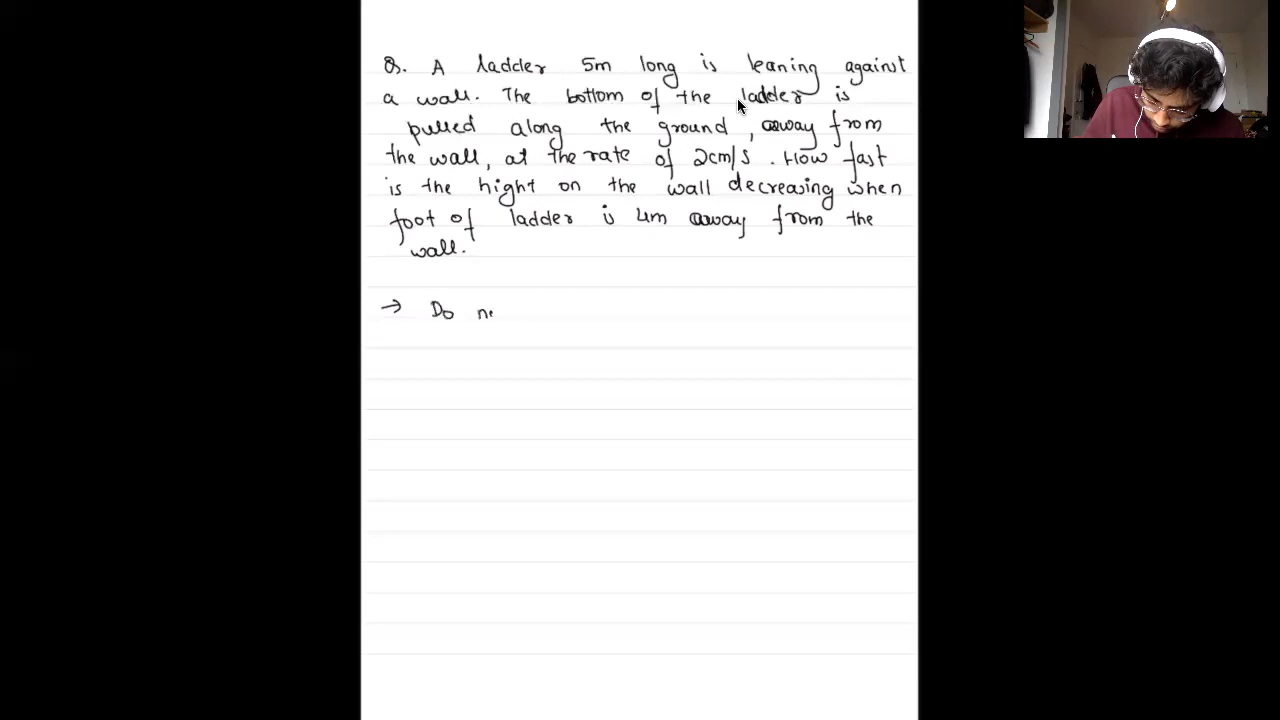 Q. A ladder 5m long is leaning against
a wall. The bottom of the ladder is
pulled along the ground, away from
the wall, at the rate of 2cm/s. How fast
is the hight on the wall decreasing when
foot of ladder is 4m away from the
wall.
→ Do no